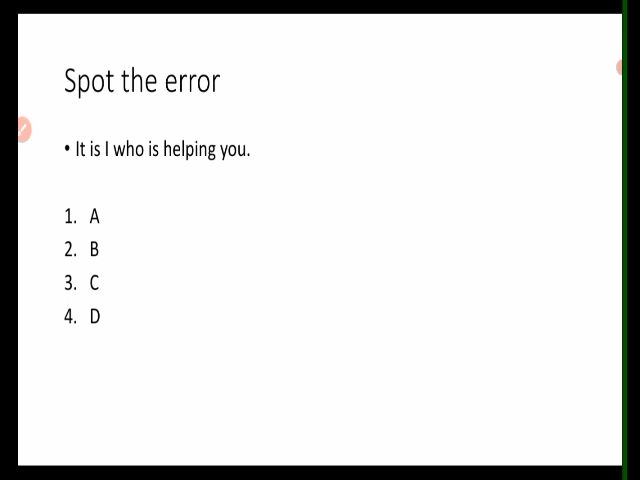 Spot the error
• It is I who is helping you.
1. A
2. B
3. C
4. D